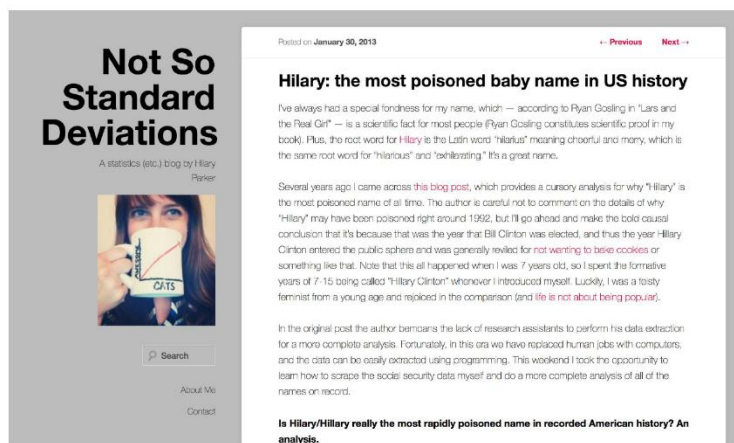 Not So
Standard
Deviations
A statistics (etc.) blog by Hilary
Parker
CATS
Search
About Me
Contact
Posted on January 30, 2013
← Previous Next →
Hilary: the most poisoned baby name in US history
I've always had a special fondness for my name, which — according to Ryan Gosling in "Lars and
the Real Girl" — is a scientific fact for most people (Ryan Gosling constitutes scientific proof in my
book). Plus, the root word for Hilary is the Latin word "hilarius" meaning cheerful and merry, which is
the same root word for "hilarious" and "exhilarating." It's a great name.
Several years ago I came across this blog post, which provides a cursory analysis for why "Hilary" is
the most poisoned name of all time. The author is careful not to comment on the details of why
"Hilary" may have been poisoned right around 1992, but I'll go ahead and make the bold causal
conclusion that it's because that was the year that Bill Clinton was elected, and thus the year Hillary
Clinton entered the public sphere and was generally reviled for not wanting to bake cookies or
something like that. Note that this all happened when I was 7 years old, so I spent the formative
years of 7-15 being called "Hillary Clinton" whenever I introduced myself. Luckily, I was a feisty
feminist from a young age and rejoiced in the comparison (and life is not about being popular).
In the original post the author bemoans the lack of research assistants to perform his data extraction
for a more complete analysis. Fortunately, in this era we have replaced human jobs with computers,
and the data can be easily extracted using programming. This weekend I took the opportunity to
learn how to scrape the social security data myself and do a more complete analysis of all of the
names on record.
Is Hilary/Hillary really the most rapidly poisoned name in recorded American history? An
analysis.